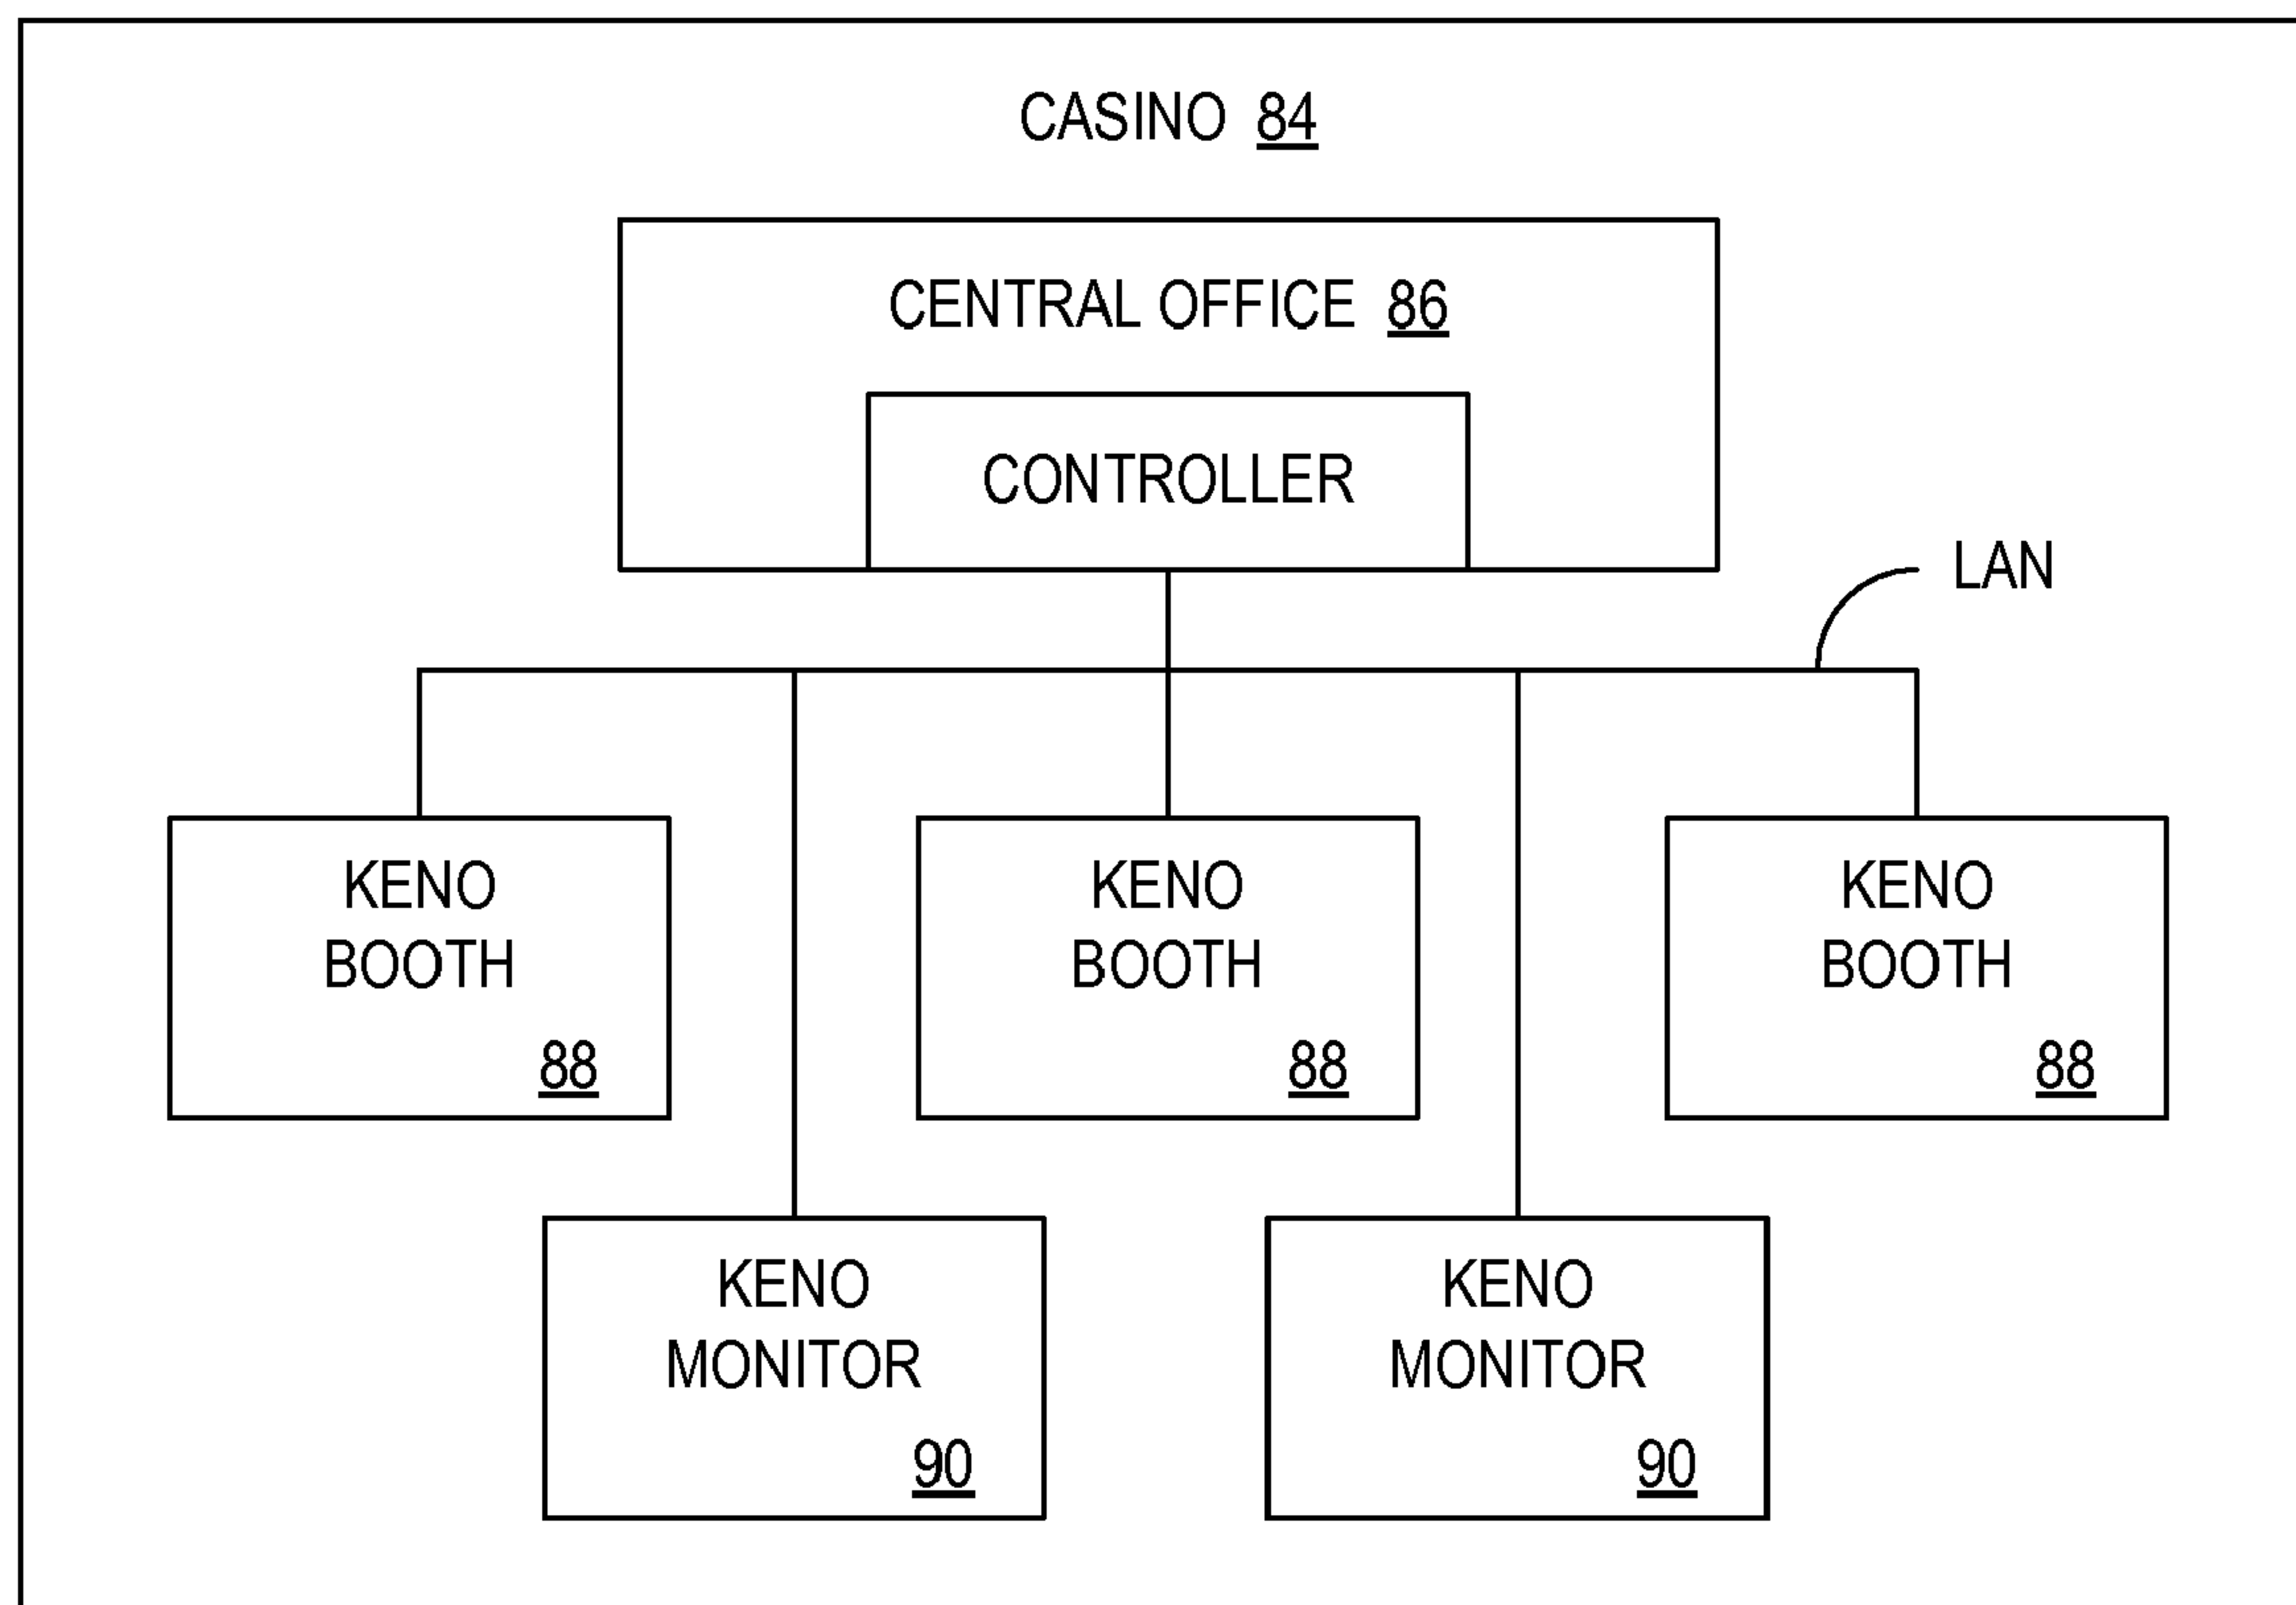 CASINO 84
CENTRAL OFFICE 86
CONTROLLER
LAN
KENO
BOOTH
88
KENO
BOOTH
88
KENO
BOOTH
88
KENO
MONITOR
90
KENO
MONITOR
90